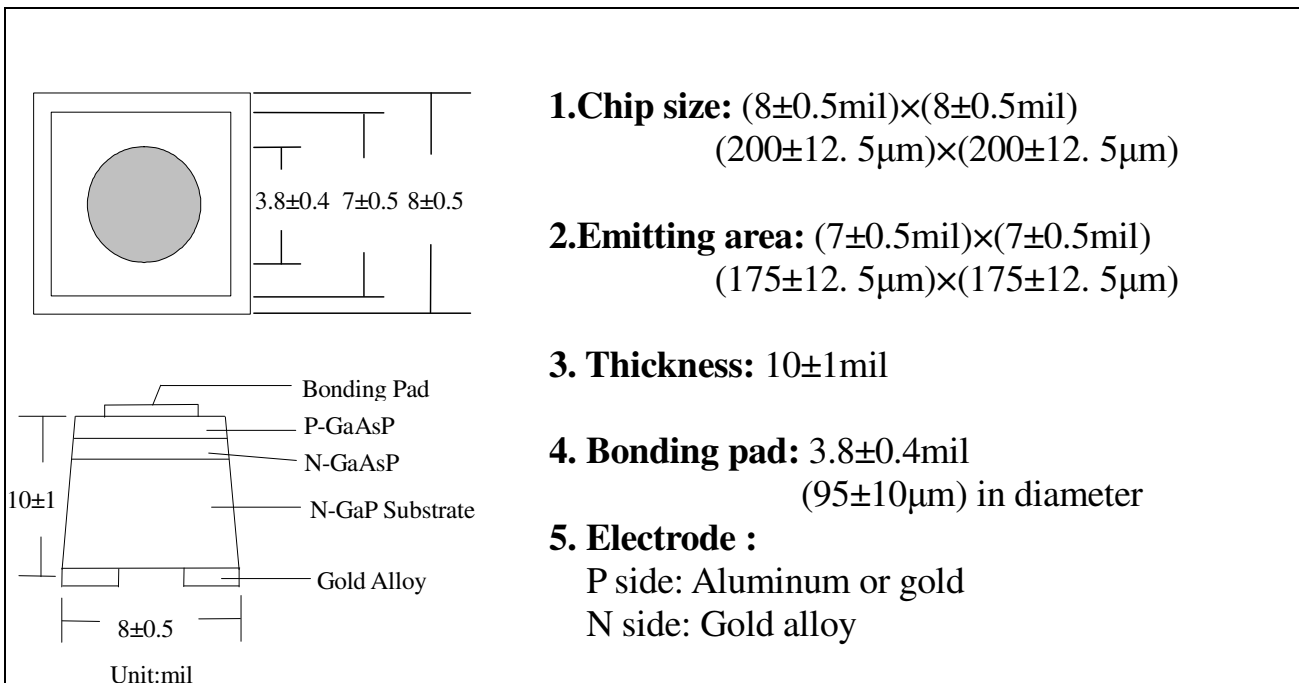 3.8±0.4 7±0.5 8±0.5
Bonding Pad
P-GaAsP
N-GaAsP
10±1
N-GaP Substrate
Gold Alloy
8±0.5
Unit:mil
1.Chip size: (8±0.5mil)×(8±0.5mil)
(200±12. 5μm)×(200±12. 5μm)
2.Emitting area: (7±0.5mil)×(7±0.5mil)
(175±12. 5μm)×(175±12. 5μm)
3. Thickness: 10±1mil
4. Bonding pad: 3.8±0.4mil
(95±10μm) in diameter
5. Electrode :
P side: Aluminum or gold
N side: Gold alloy